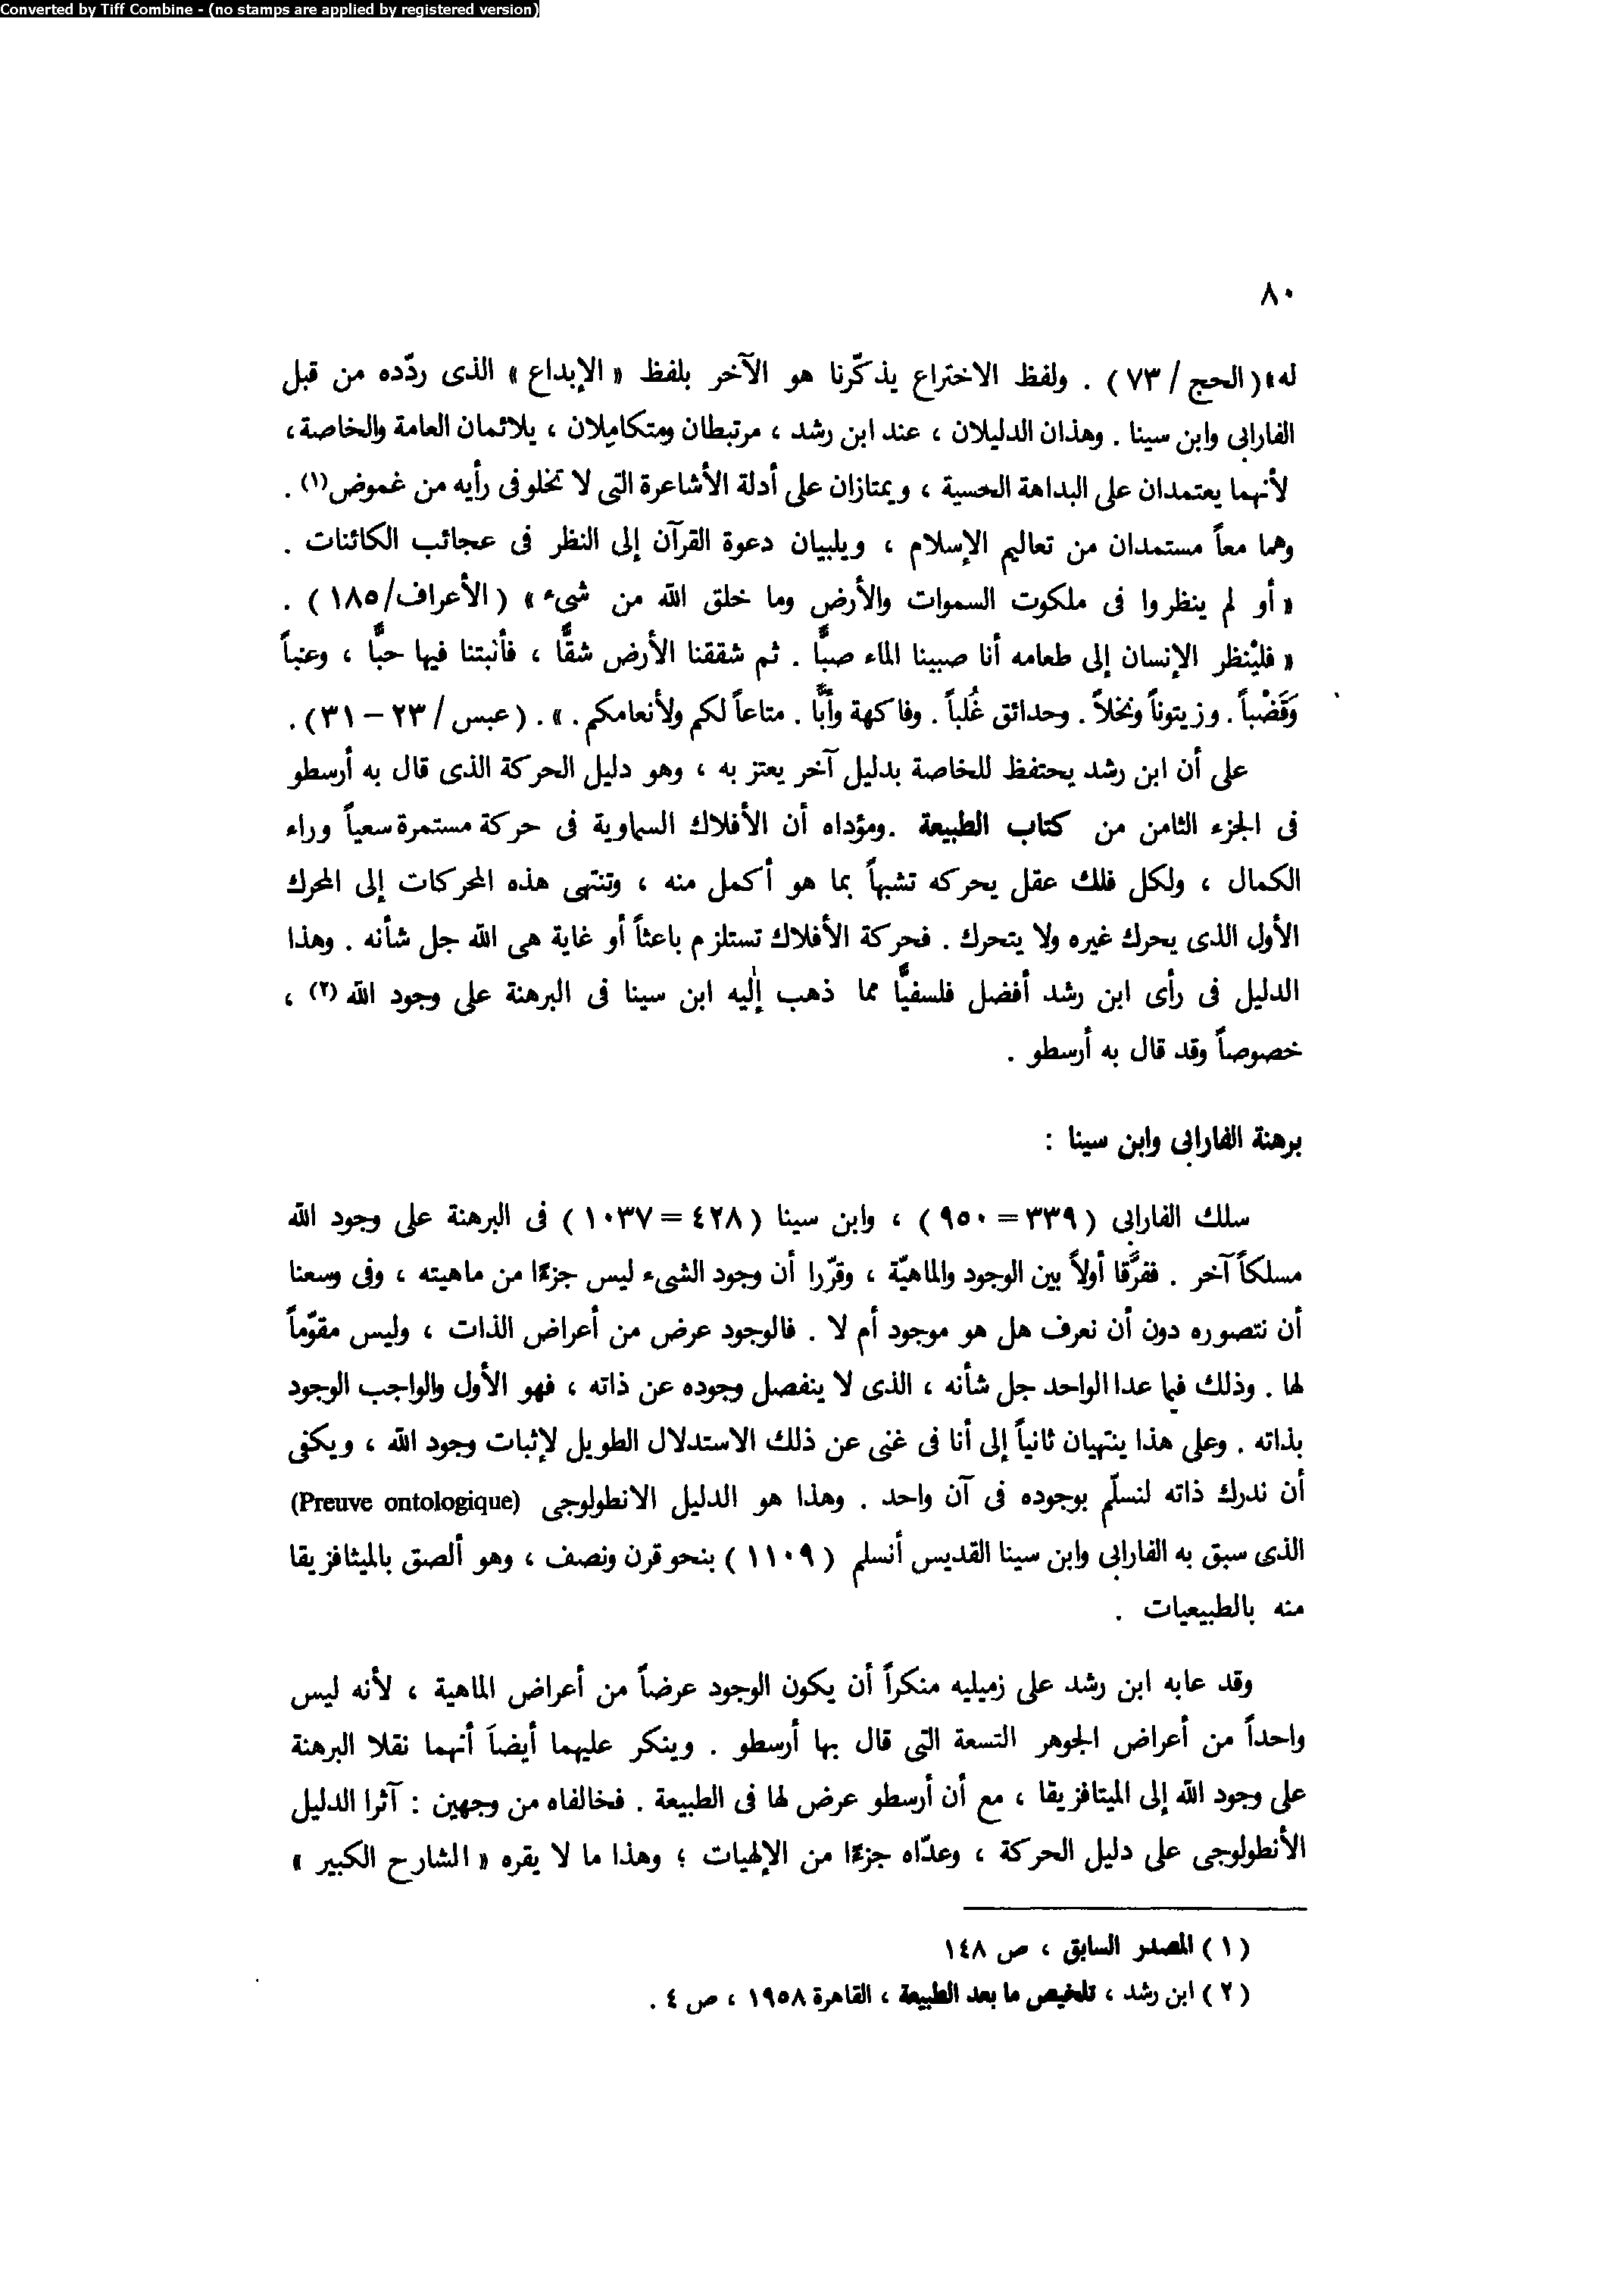 Converted by Tiff Combine - (no stamps are applied by registered version)
٨٠
له» (الحج / ٧٣) . ولفظ الاختراع يذكّرنا هو الآخر بلفظ « الإبداع » الذى ردّده من قبل
الفارابى وابن سينا . وهذان الدليلان ، عند ابن رشد ، مرتبطان ومتكاملان ، يلائمان العامة والخاصة ،
لأنهما يعتمدان على البداهة الحسية ، ويمتازان على أدلة الأشاعرة التى لا تخلو فى رأيه من غموض(١) .
وهما معاً مستمدان من تعاليم الإسلام ، ويلبيان دعوة القرآن إلى النظر فى عجائب الكائنات .
« أو لم ينظروا فى ملكوت السموات والأرض وما خلق الله من شىء » (الأعراف/١٨٥) .
« فليْنظر الإنسان إلى طعامه أنا صببنا الماء صبًّا . ثم شققنا الأرض شقًّا ، فأنبتنا فيها حبًّا ، وعنباً
وَقَضْباً . وزيتوناً ونخلاً . وحدائق غُلباً . وفاكهة وأبًّا . متاعاً لكم ولأنعامكم . » . (عبس / ٢٣ – ٣١) .
على أن ابن رشد يحتفظ للخاصة بدليل آخر يعتز به ، وهو دليل الحركة الذى قال به أرسطو
فى الجزء الثامن من كتاب الطبيعة . ومؤداه أن الأفلاك السماوية فى حركة مستمرة سعياً وراء
الكمال ، ولكل فلك عقل يحركه تشبهاً بما هو أكمل منه ، وتنتهى هذه المحركات إلى المحرك
الأول الذى يحرك غيره ولا يتحرك . فحركة الأفلاك تستلزم باعثاً أو غاية هى الله جل شأنه . وهذا
الدليل فى رأى ابن رشد أفضل فلسفيًّا مما ذهب إليه ابن سينا فى البرهنة على وجود الله (٢) ،
خصوصاً وقد قال به أرسطو .
برهنة الفارابى وابن سينا :
سلك الفارابى (٣٣٩ = ٩٥٠) ، وابن سينا (٤٢٨ = ١٠٣٧) فى البرهنة على وجود الله
مسلكاً آخر . ففرَّقا أولاً بين الوجود والماهيّة ، وقرّرا أن وجود الشىء ليس جزءًا من ماهيته ، وفى وسعنا
أن نتصوره دون أن نعرف هل هو موجود أم لا . فالوجود عرض من أعراض الذات ، وليس مقوّماً
لها . وذلك فيما عدا الواحد جل شأنه ، الذى لا ينفصل وجوده عن ذاته ، فهو الأول والواجب الوجود
بذاته . وعلى هذا ينتهيان ثانياً إلى أنا فى غنى عن ذلك الاستدلال الطويل لإثبات وجود الله ، ويكفى
أن ندرك ذاته لنسلّم بوجوده فى آن واحد . وهذا هو الدليل الانطولوجى (Preuve ontologique)
الذى سبق به الفارابى وابن سينا القديس أنسلم (١١٠٩) بنحو قرن ونصف ، وهو ألصق بالميثافزيقا
منه بالطبيعيات .
وقد عابه ابن رشد على زميليه منكراً أن يكون الوجود عرضاً من أعراض الماهية ، لأنه ليس
واحداً من أعراض الجوهر التسعة التى قال بها أرسطو . وينكر عليهما أيضاً أنهما نقلا البرهنة
على وجود الله إلى الميتافزيقا ، مع أن أرسطو عرض لها فى الطبيعة . فخالفاه من وجهين : آثرا الدليل
الأنطولوجى على دليل الحركة ، وعدّاه جزءًا من الإلهيات ؛ وهذا ما لا يقره « الشارح الكبير »
(١) المصدر السابق ، ص ١٤٨
(٢) ابن رشد ، تلخيص ما بعد الطبيعة ، القاهرة ١٩٥٨ ، ص ٤ .